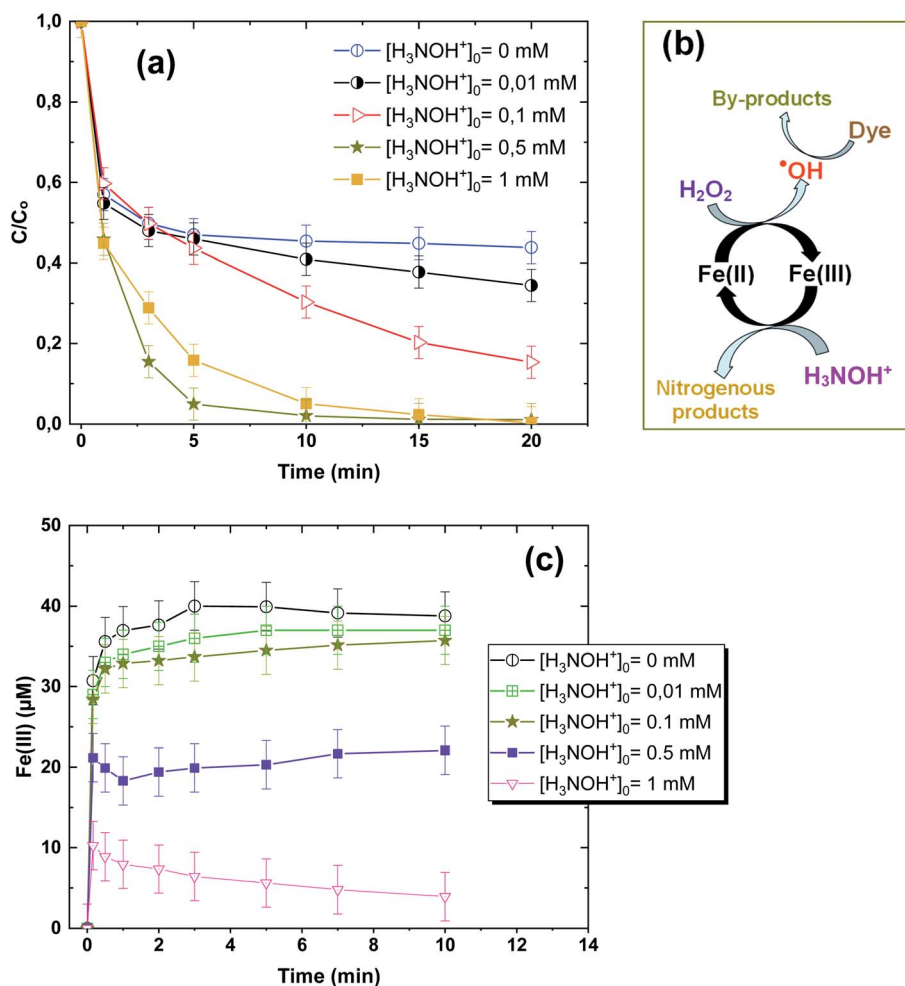 (a)
[H₃NOH⁺]₀= 0 mM
[H₃NOH⁺]₀= 0,01 mM
[H₃NOH⁺]₀= 0,1 mM
[H₃NOH⁺]₀= 0,5 mM
[H₃NOH⁺]₀= 1 mM
1,0
0,8
0,6
0,4
0,2
0,0
C/Cₒ
0 5 10 15 20
Time (min)
(b)
By-products
Dye
•OH
H₂O₂
Fe(II) Fe(III)
H₃NOH⁺
Nitrogenous
products
(c)
50
40
30
20
10
0
Fe(III) (µM)
[H₃NOH⁺]₀= 0 mM
[H₃NOH⁺]₀= 0,01 mM
[H₃NOH⁺]₀= 0.1 mM
[H₃NOH⁺]₀= 0.5 mM
[H₃NOH⁺]₀= 1 mM
0 2 4 6 8 10 12 14
Time (min)